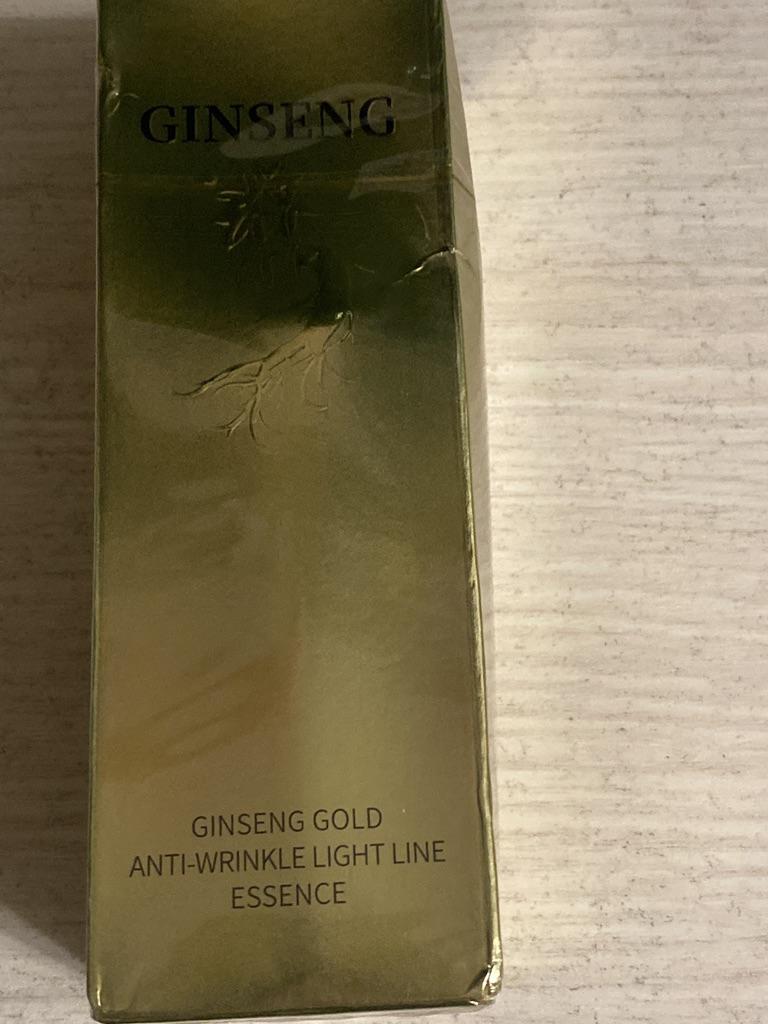 GINSENG
GINSENG GOLD
ANTI-WRINKLE LIGHT LINE
ESSENCE